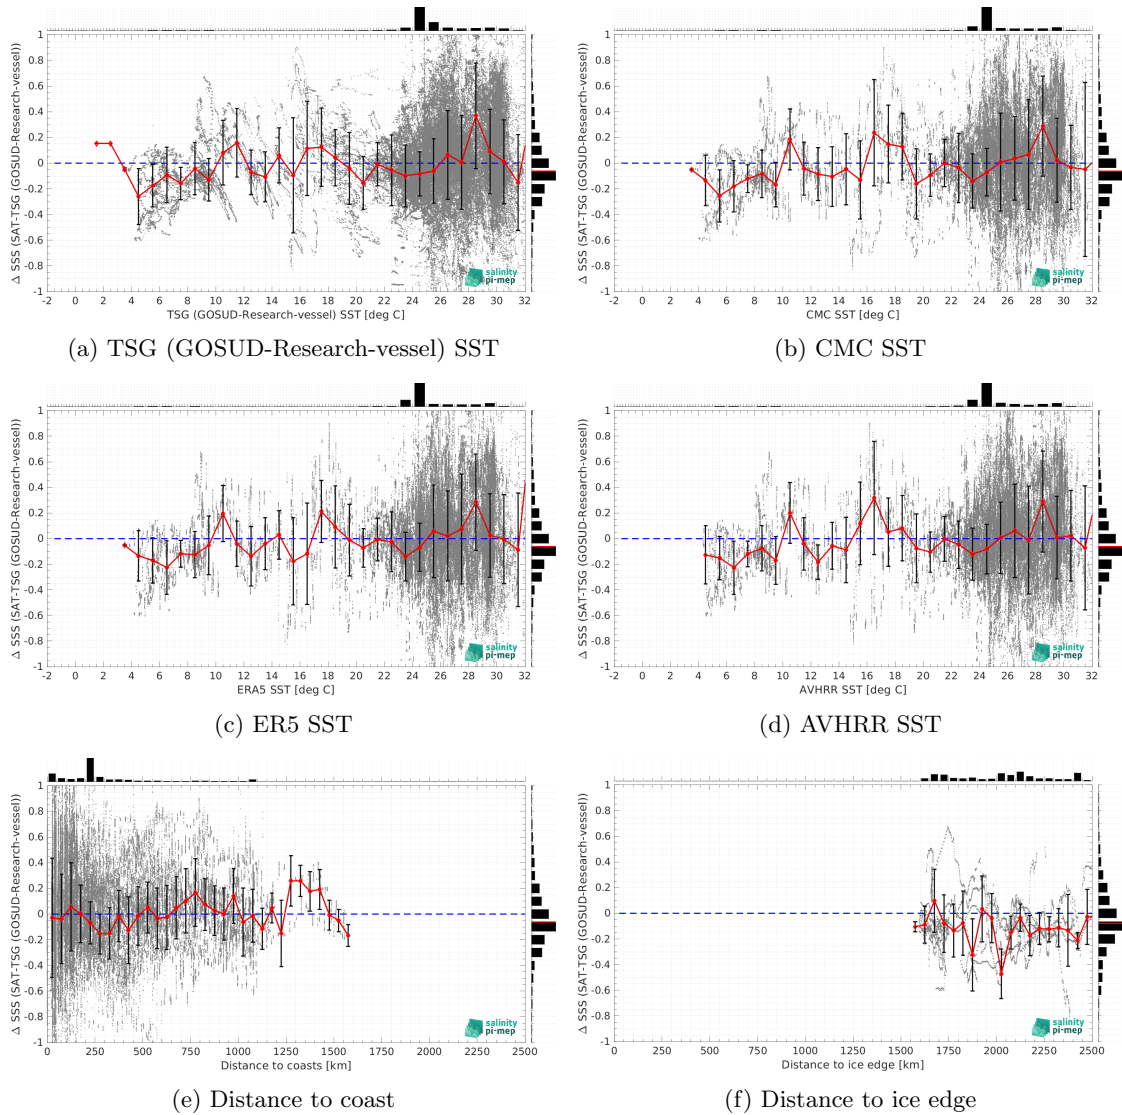 Δ SSS (SAT-TSG (GOSUD-Research-vessel))
1
0.8
0.6
0.4
0.2
0
-0.2
-0.4
-0.6
-0.8
-1
-2 0 2 4 6 8 10 12 14 16 18 20 22 24 26 28 30 32
TSG (GOSUD-Research-vessel) SST [deg C]
salinity
pi-mep
(a) TSG (GOSUD-Research-vessel) SST
Δ SSS (SAT-TSG (GOSUD-Research-vessel))
1
0.8
0.6
0.4
0.2
0
-0.2
-0.4
-0.6
-0.8
-1
-2 0 2 4 6 8 10 12 14 16 18 20 22 24 26 28 30 32
CMC SST [deg C]
salinity
pi-mep
(b) CMC SST
Δ SSS (SAT-TSG (GOSUD-Research-vessel))
1
0.8
0.6
0.4
0.2
0
-0.2
-0.4
-0.6
-0.8
-1
-2 0 2 4 6 8 10 12 14 16 18 20 22 24 26 28 30 32
ERA5 SST [deg C]
salinity
pi-mep
(c) ER5 SST
Δ SSS (SAT-TSG (GOSUD-Research-vessel))
1
0.8
0.6
0.4
0.2
0
-0.2
-0.4
-0.6
-0.8
-1
-2 0 2 4 6 8 10 12 14 16 18 20 22 24 26 28 30 32
AVHRR SST [deg C]
salinity
pi-mep
(d) AVHRR SST
Δ SSS (SAT-TSG (GOSUD-Research-vessel))
1
0.8
0.6
0.4
0.2
0
-0.2
-0.4
-0.6
-0.8
-1
0 250 500 750 1000 1250 1500 1750 2000 2250 2500
Distance to coasts [km]
salinity
pi-mep
(e) Distance to coast
Δ SSS (SAT-TSG (GOSUD-Research-vessel))
1
0.8
0.6
0.4
0.2
0
-0.2
-0.4
-0.6
-0.8
-1
0 250 500 750 1000 1250 1500 1750 2000 2250 2500
Distance to ice edge [km]
salinity
pi-mep
(f) Distance to ice edge